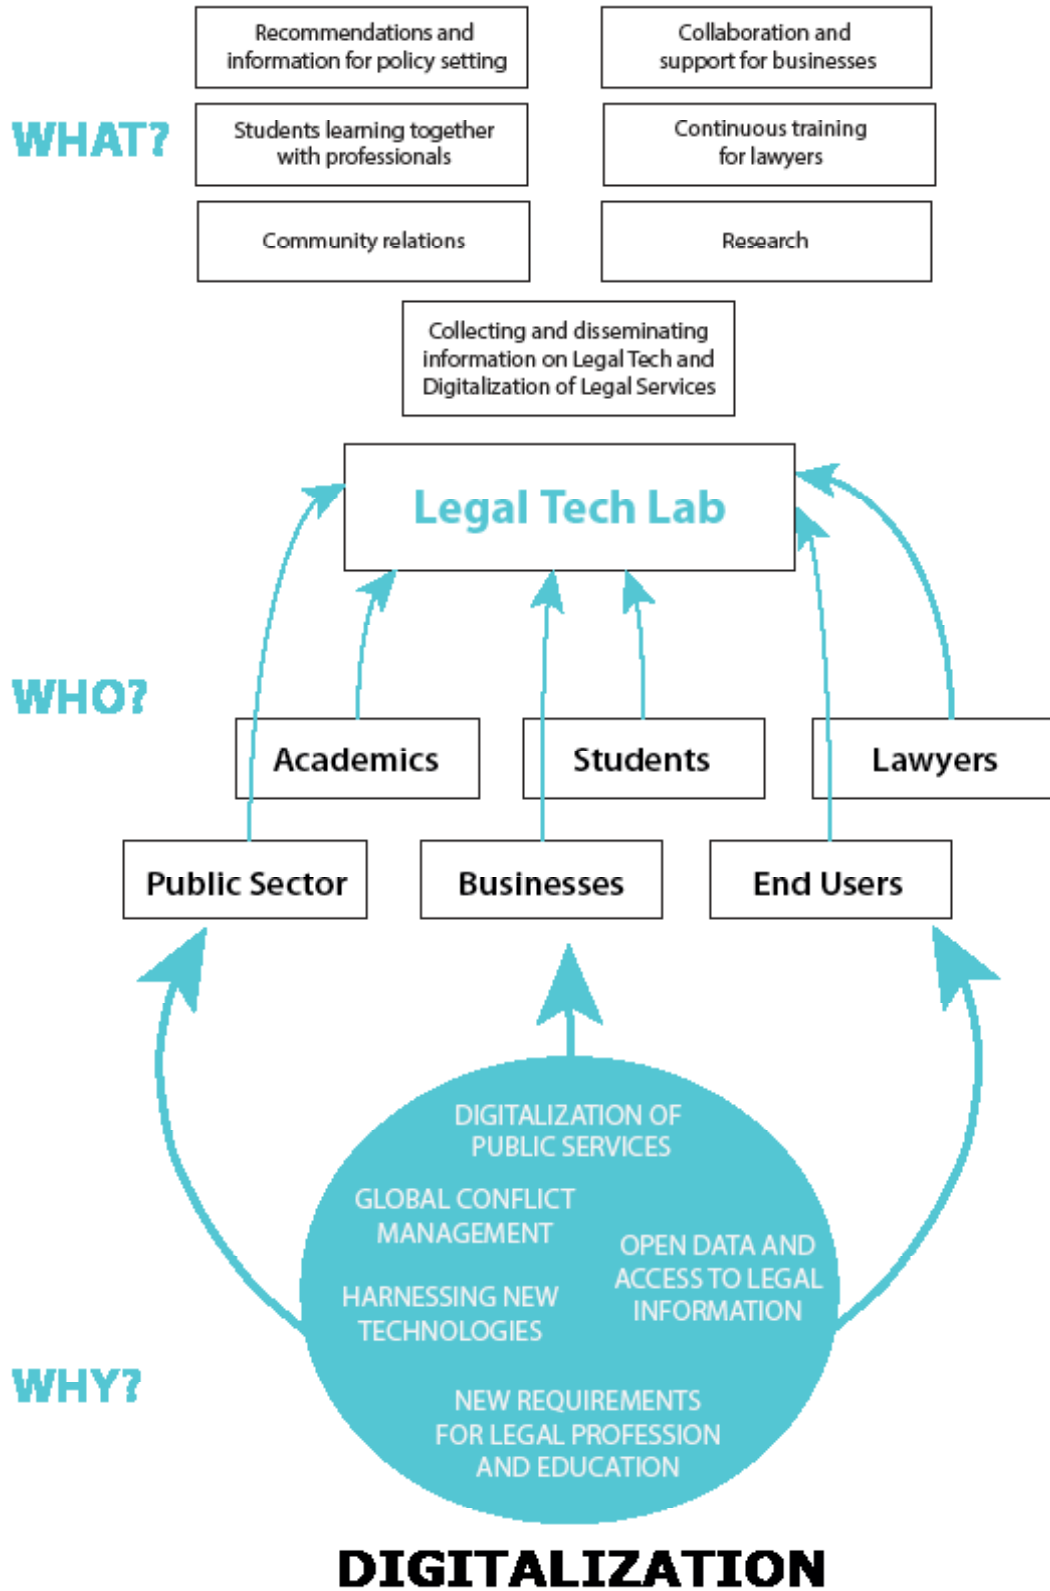 Recommendations and
information for policy setting
Collaboration and
support for businesses
WHAT?
Students learning together
with professionals
Continuous training
for lawyers
Community relations
Research
Collecting and disseminating
information on Legal Tech and
Digitalization of Legal Services
Legal Tech Lab
WHO?
Academics
Students
Lawyers
Public Sector
Businesses
End Users
DIGITALIZATION OF
PUBLIC SERVICES
GLOBAL CONFLICT
MANAGEMENT
OPEN DATA AND
ACCESS TO LEGAL
INFORMATION
HARNESSING NEW
TECHNOLOGIES
WHY?
NEW REQUIREMENTS
FOR LEGAL PROFESSION
AND EDUCATION
DIGITALIZATION